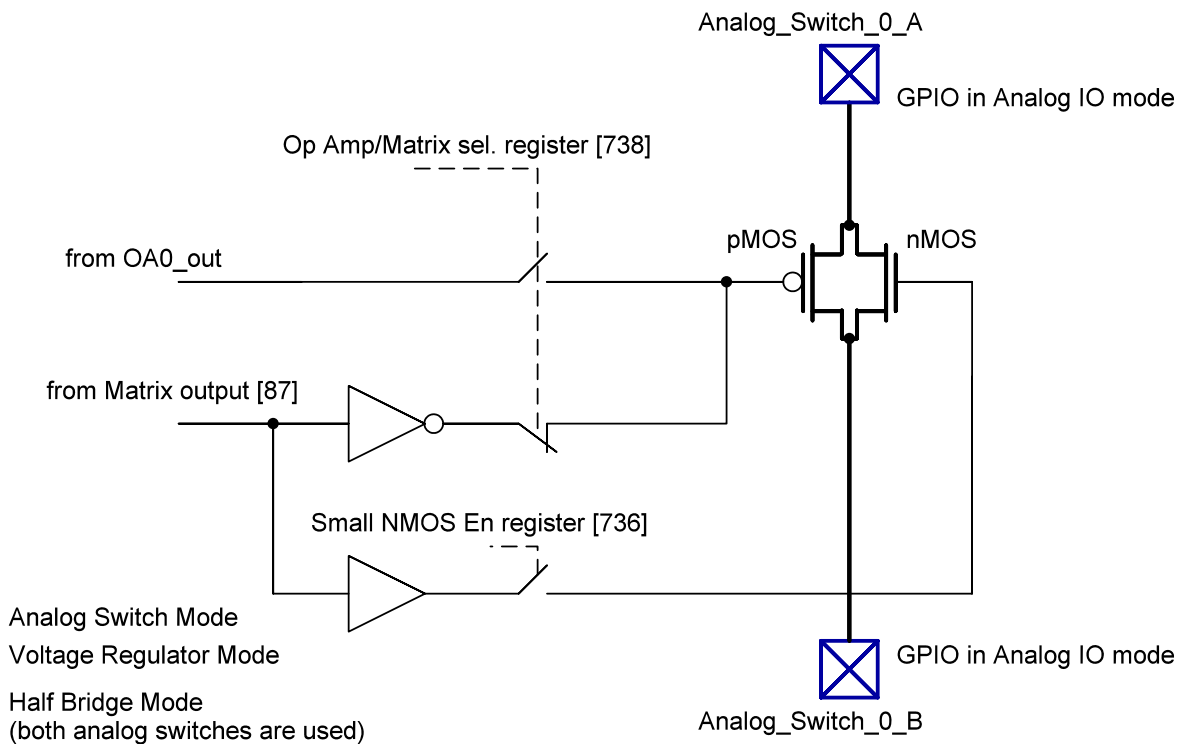 Analog_Switch_0_A
GPIO in Analog IO mode
Op Amp/Matrix sel. register [738]
pMOS
nMOS
from OA0_out
from Matrix output [87]
Small NMOS En register [736]
Analog Switch Mode
Voltage Regulator Mode
GPIO in Analog IO mode
Half Bridge Mode
(both analog switches are used)
Analog_Switch_0_B